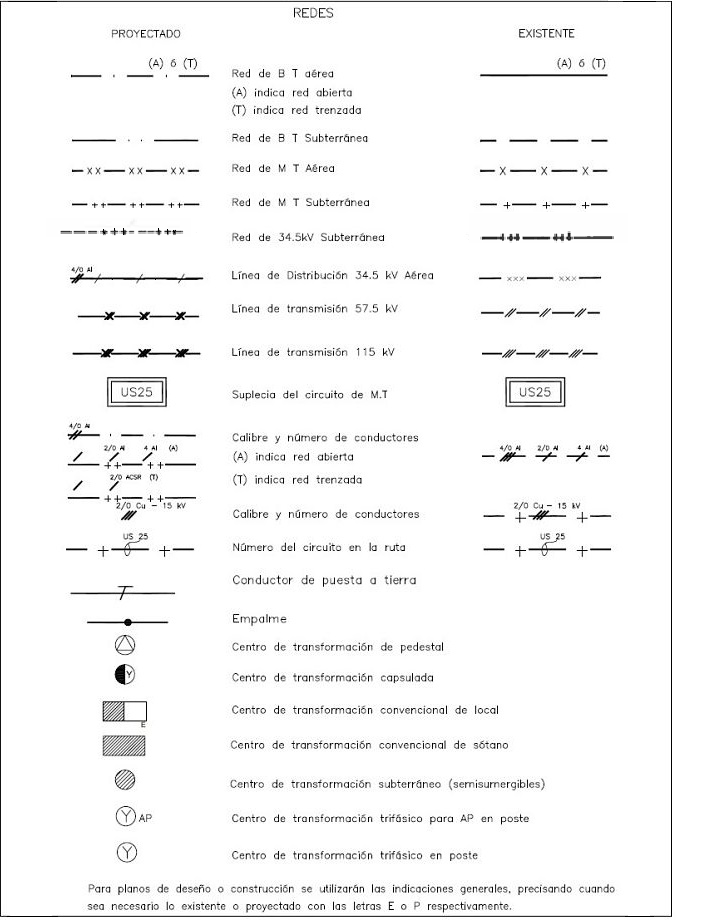 REDES
PROYECTADO
EXISTENTE
(A) ó (T)
Red de B T aérea
(A) ó (T)
(A) indica red abierta
(T) indica red trenzada
Red de B T Subterránea
Red de M T Aérea
Red de M T Subterránea
Red de 34.5kV Subterránea
4/0 Al
Línea de Distribución 34.5 kV Aérea
Línea de transmisión 57.5 kV
Línea de transmisión 115 kV
US25
Suplecia del circuito de M.T
US25
4/0 Al
Calibre y número de conductores
2/0 Al 4 Al (A)
(A) indica red abierta
4/0 Al 2/0 Al 4 Al (A)
2/0 ACSR (T)
(T) indica red trenzada
2/0 Cu - 15 kV
Calibre y número de conductores
2/0 Cu - 15 kV
US 25
Número del circuito en la ruta
US 25
Conductor de puesta a tierra
Empalme
Centro de transformación de pedestal
Y
Centro de transformación capsulada
Centro de transformación convencional de local
E
Centro de transformación convencional de sótano
Centro de transformación subterráneo (semisumergibles)
Y AP
Centro de transformación trifásico para AP en poste
Y
Centro de transformación trifásico en poste
Para planos de deseño o construcción se utilizarán las indicaciones generales, precisando cuando
sea necesario lo existente o proyectado con las letras E o P respectivamente.